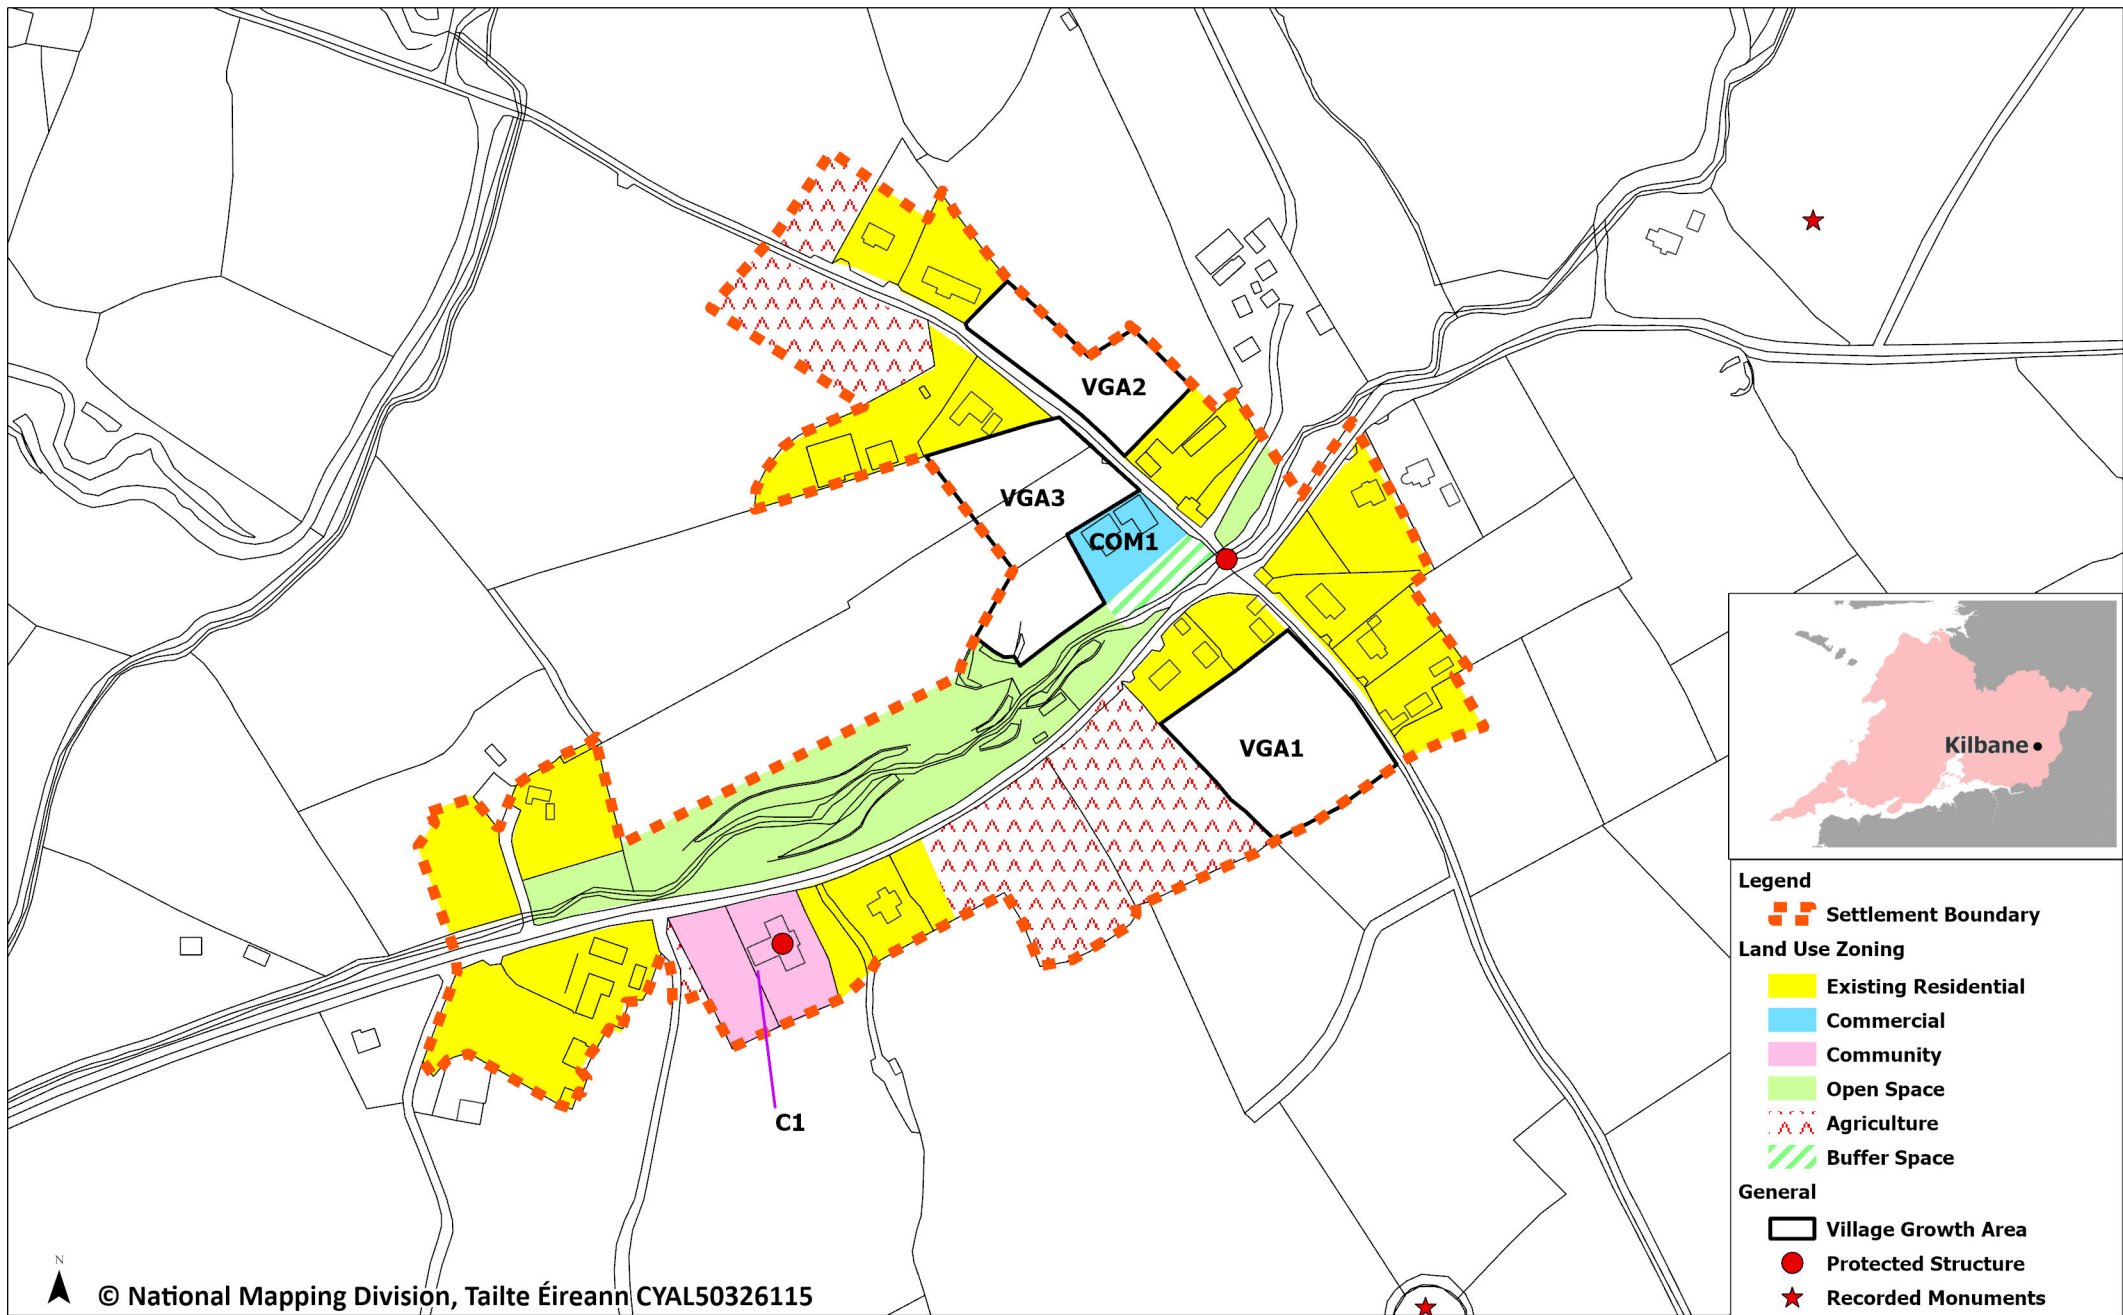 VGA2
VGA3
COM1
VGA1
C1
Kilbane
Legend
Settlement Boundary
Land Use Zoning
Existing Residential
Commercial
Community
Open Space
Agriculture
Buffer Space
General
Village Growth Area
Protected Structure
Recorded Monuments
N
© National Mapping Division, Tailte Éireann CYAL50326115